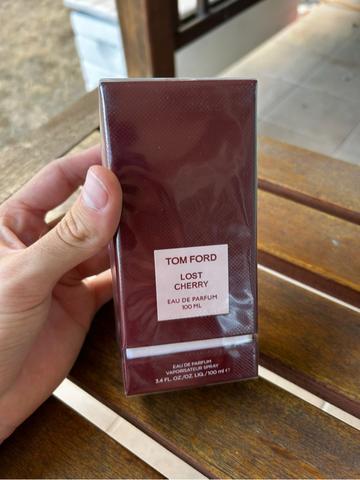 TOM FORD
LOST
CHERRY
EAU DE PARFUM
100 ML
EAU DE PARFUM
VAPORISATEUR SPRAY
3.4 FL. OZ./OZ. LIQ./100 ml ℮